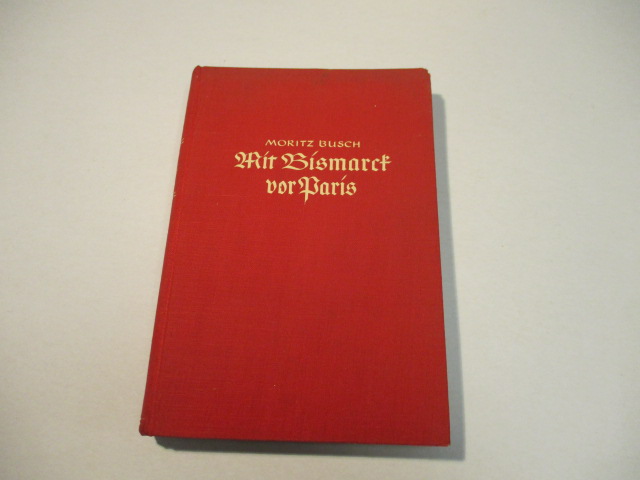 MORITZ BUSCH
Mit Bismarck
vor Paris